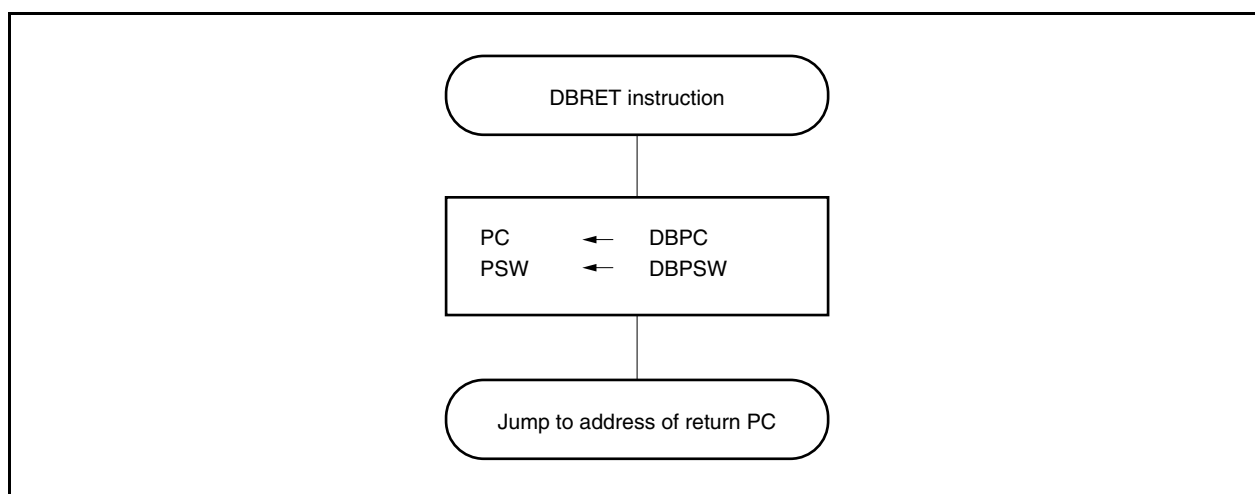 DBRET instruction
PC ← DBPC
PSW ← DBPSW
Jump to address of return PC